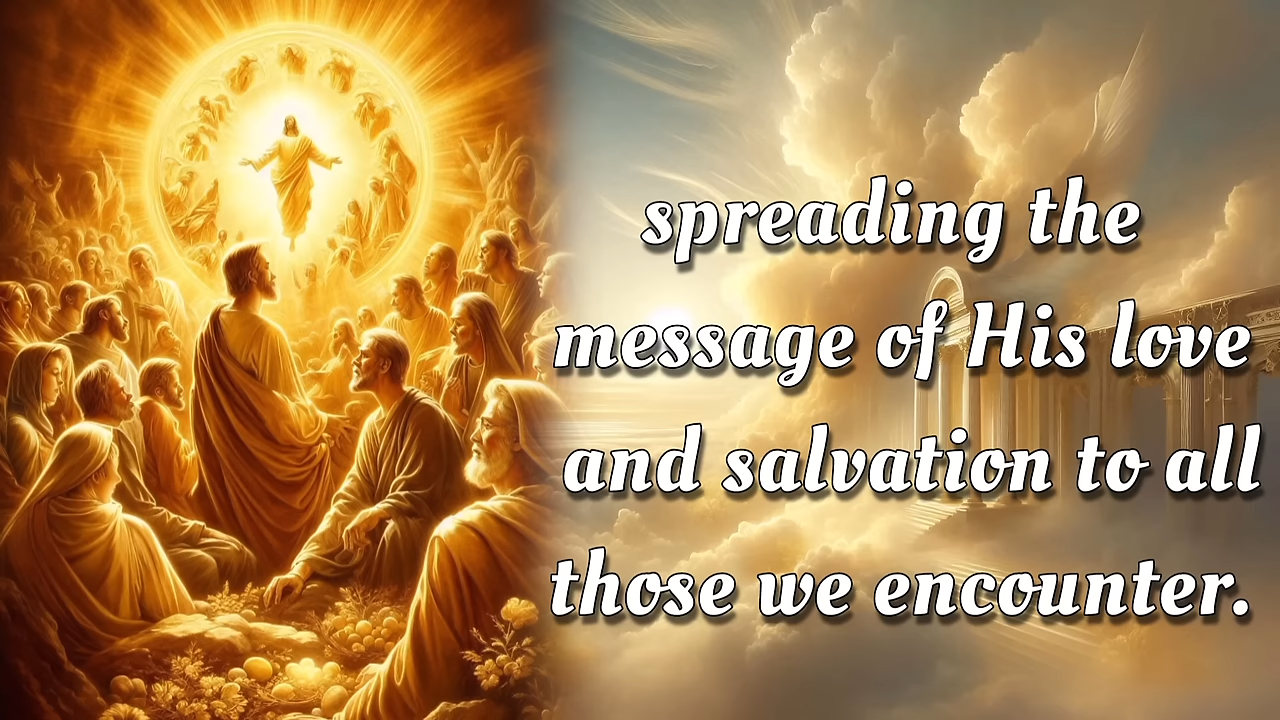 spreading the
message of His love
and salvation to all
those we encounter.